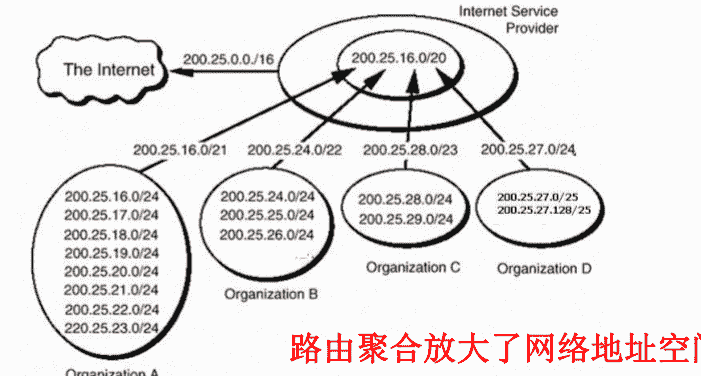 Internet Service
Provider
200.25.0.0./16
200.25.16.0/20
The Internet
200.25.16.0/21
200.25.24.0/22
200.25.28.0/23
200.25.27.0/24
200.25.16.0/24
200.25.17.0/24
200.25.18.0/24
200.25.19.0/24
200.25.20.0/24
200.25.21.0/24
200.25.22.0/24
220.25.23.0/24
200.25.24.0/24
200.25.25.0/24
200.25.26.0/24
200.25.28.0/24
200.25.29.0/24
200.25.27.0/25
200.25.27.128/25
Organization A
Organization B
Organization C
Organization D
路由聚合放大了网络地址空间